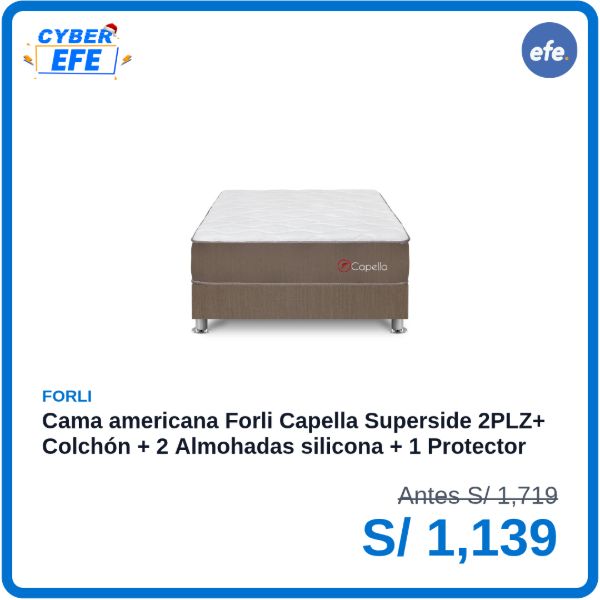 CYBER
EFE
efe.
Capella
FORLI
Cama americana Forli Capella Superside 2PLZ+
Colchón + 2 Almohadas silicona + 1 Protector
Antes S/ 1,719
S/ 1,139